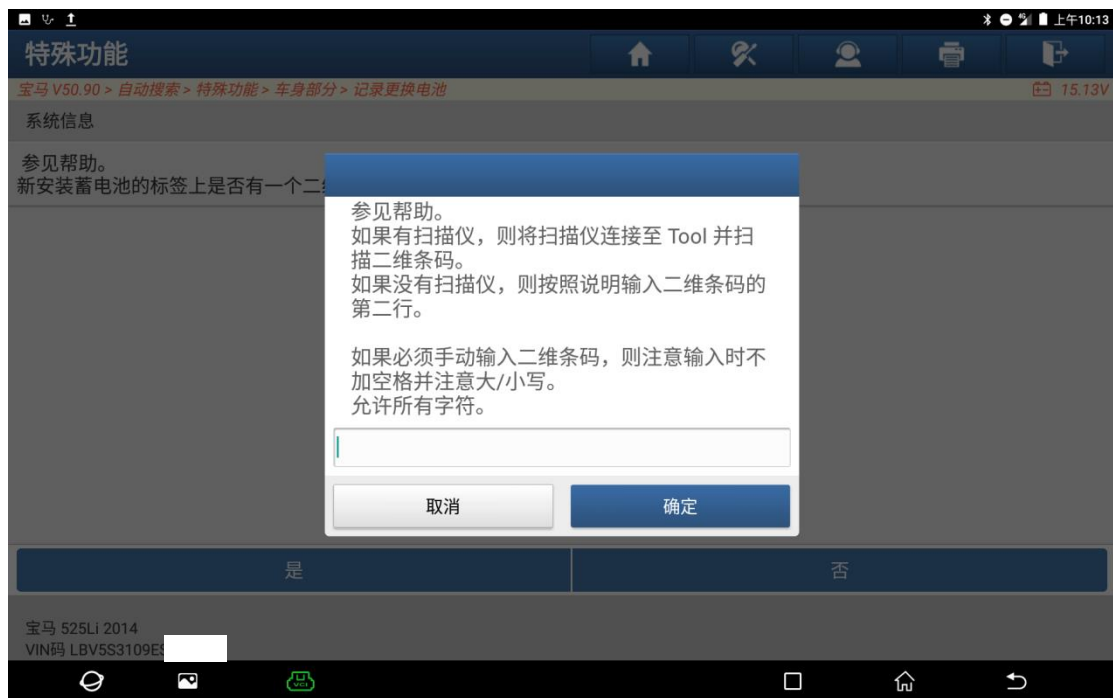 上午10:13
特殊功能
宝马 V50.90 > 自动搜索 > 特殊功能 > 车身部分 > 记录更换电池
15.13V
系统信息
参见帮助。
新安装蓄电池的标签上是否有一个二
参见帮助。
如果有扫描仪，则将扫描仪连接至 Tool 并扫
描二维条码。
如果没有扫描仪，则按照说明输入二维条码的
第二行。
如果必须手动输入二维条码，则注意输入时不
加空格并注意大/小写。
允许所有字符。
取消
确定
是
否
宝马 525Li 2014
VIN码 LBV5S3109ES
VCI